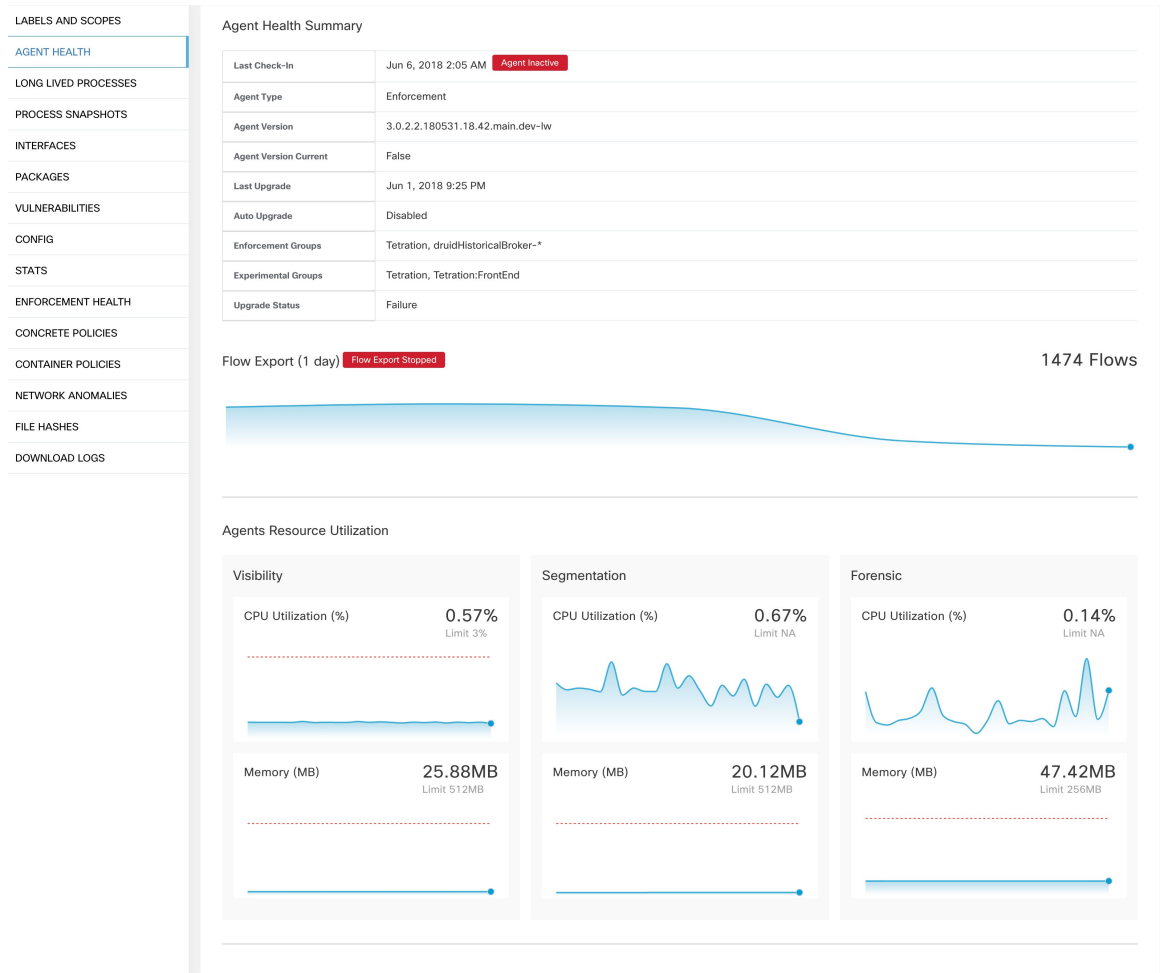 LABELS AND SCOPES
AGENT HEALTH
LONG LIVED PROCESSES
PROCESS SNAPSHOTS
INTERFACES
PACKAGES
VULNERABILITIES
CONFIG
STATS
ENFORCEMENT HEALTH
CONCRETE POLICIES
CONTAINER POLICIES
NETWORK ANOMALIES
FILE HASHES
DOWNLOAD LOGS
Agent Health Summary
Last Check-In Jun 6, 2018 2:05 AM Agent Inactive
Agent Type Enforcement
Agent Version 3.0.2.2.180531.18.42.main.dev-lw
Agent Version Current False
Last Upgrade Jun 1, 2018 9:25 PM
Auto Upgrade Disabled
Enforcement Groups Tetration, druidHistoricalBroker-*
Experimental Groups Tetration, Tetration:FrontEnd
Upgrade Status Failure
Flow Export (1 day) Flow Export Stopped 1474 Flows
Agents Resource Utilization
Visibility
CPU Utilization (%) 0.57%
Limit 3%
Memory (MB) 25.88MB
Limit 512MB
Segmentation
CPU Utilization (%) 0.67%
Limit NA
Memory (MB) 20.12MB
Limit 512MB
Forensic
CPU Utilization (%) 0.14%
Limit NA
Memory (MB) 47.42MB
Limit 256MB